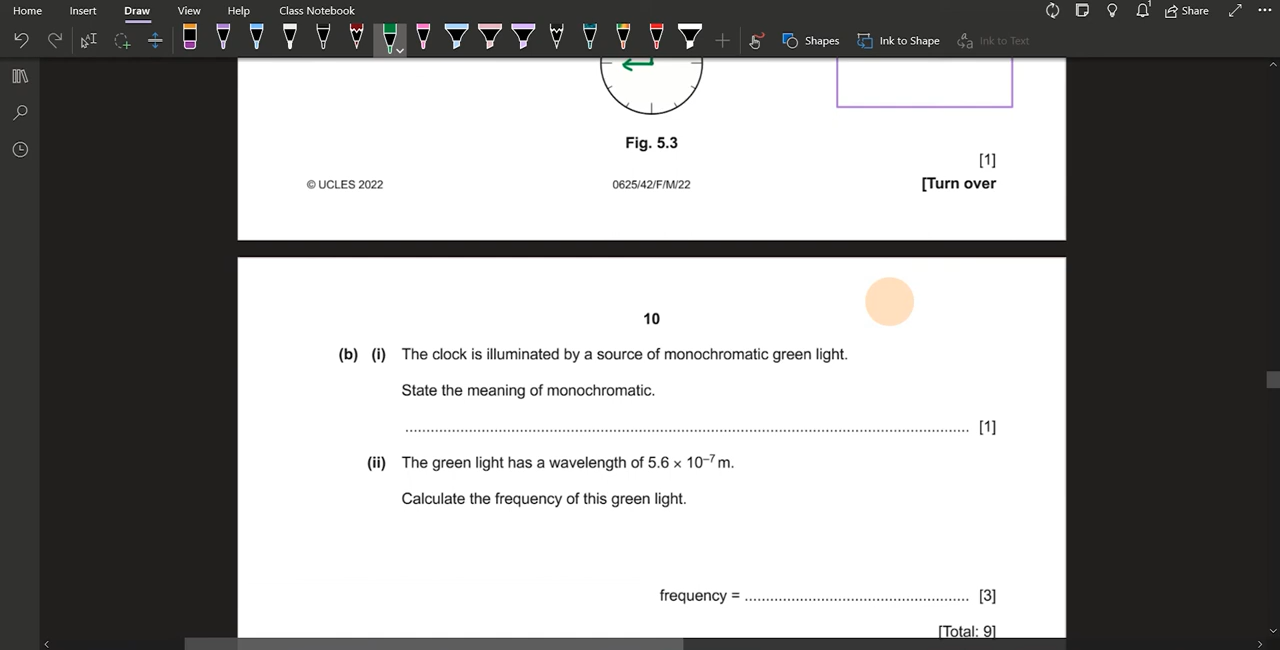 Home Insert Draw View Help Class Notebook Share
Shapes Ink to Shape Ink to Text
Fig. 5.3
[1]
© UCLES 2022 0625/42/F/M/22 [Turn over
10
(b) (i) The clock is illuminated by a source of monochromatic green light.
State the meaning of monochromatic.
.................................................................................................................................... [1]
(ii) The green light has a wavelength of 5.6 × 10⁻⁷ m.
Calculate the frequency of this green light.
frequency = ..................................................... [3]
[Total: 9]